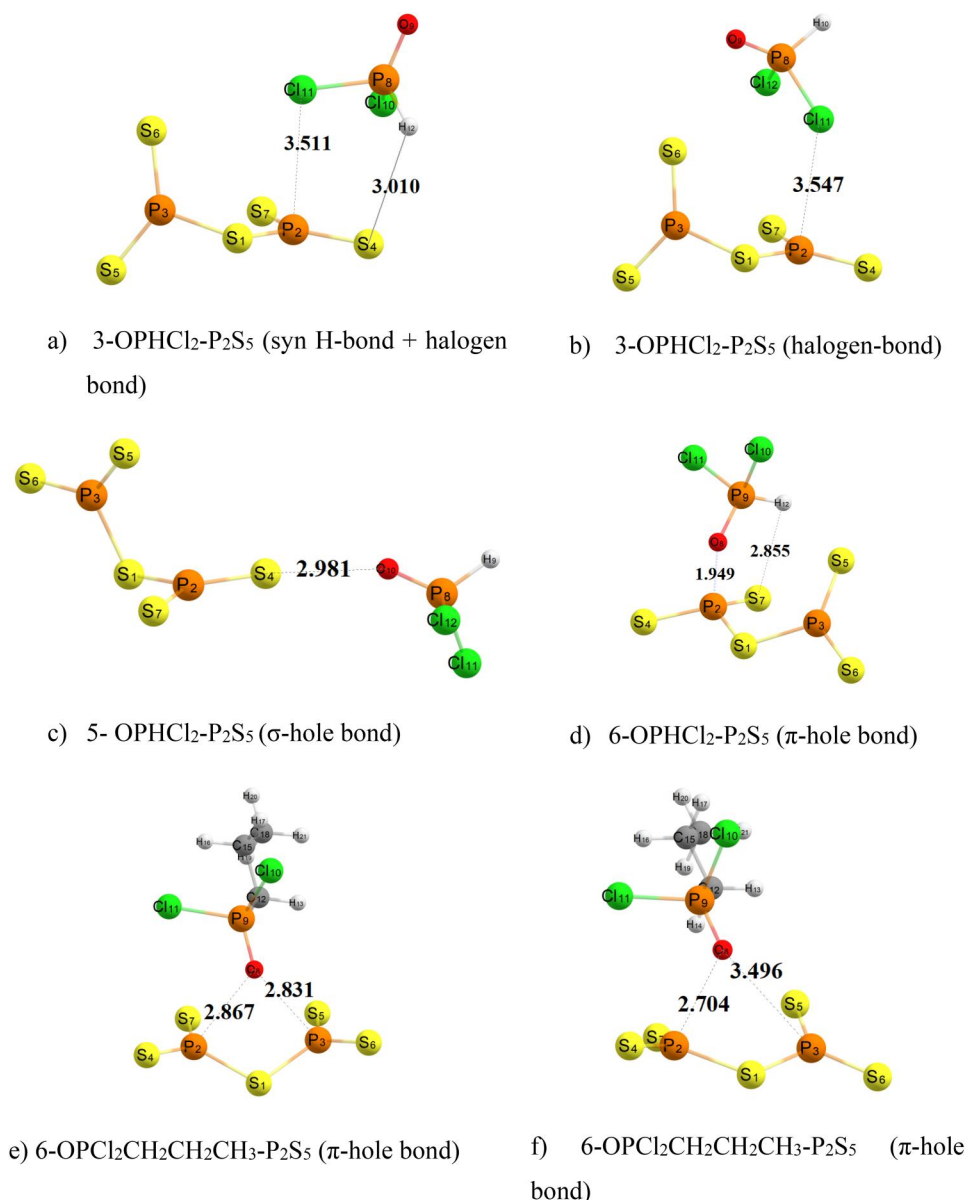 O9
P8
H10
Cl11
Cl10
H12
3.511
3.010
S6
P3
S7
P2
S1
S4
S5
O9
P8
Cl12
Cl11
3.547
S6
P3
S7
P2
S1
S4
S5
a) 3-OPHCl₂-P₂S₅ (syn H-bond + halogen
bond)
b) 3-OPHCl₂-P₂S₅ (halogen-bond)
S5
S6
P3
S1
P2
S4
S7
2.981
O10
H9
P8
Cl12
Cl11
Cl11
Cl10
P9
H12
O8
2.855
1.949
S5
P2
S7
S4
P3
S1
S6
c) 5- OPHCl₂-P₂S₅ (σ-hole bond)
d) 6-OPHCl₂-P₂S₅ (π-hole bond)
H20
H17
H16
C15
C18
H21
H19
Cl10
C12
H13
Cl11
P9
O8
2.831
2.867
S7
S5
S4
P2
P3
S6
S1
H20
H17
Cl10
H16
C15
18
21
H19
Cl11
P9
12
H13
H14
O8
3.496
2.704
S5
S4
S7
P2
P3
S1
S6
e) 6-OPCl₂CH₂CH₂CH₃-P₂S₅ (π-hole bond)
f) 6-OPCl₂CH₂CH₂CH₃-P₂S₅ (π-hole
bond)